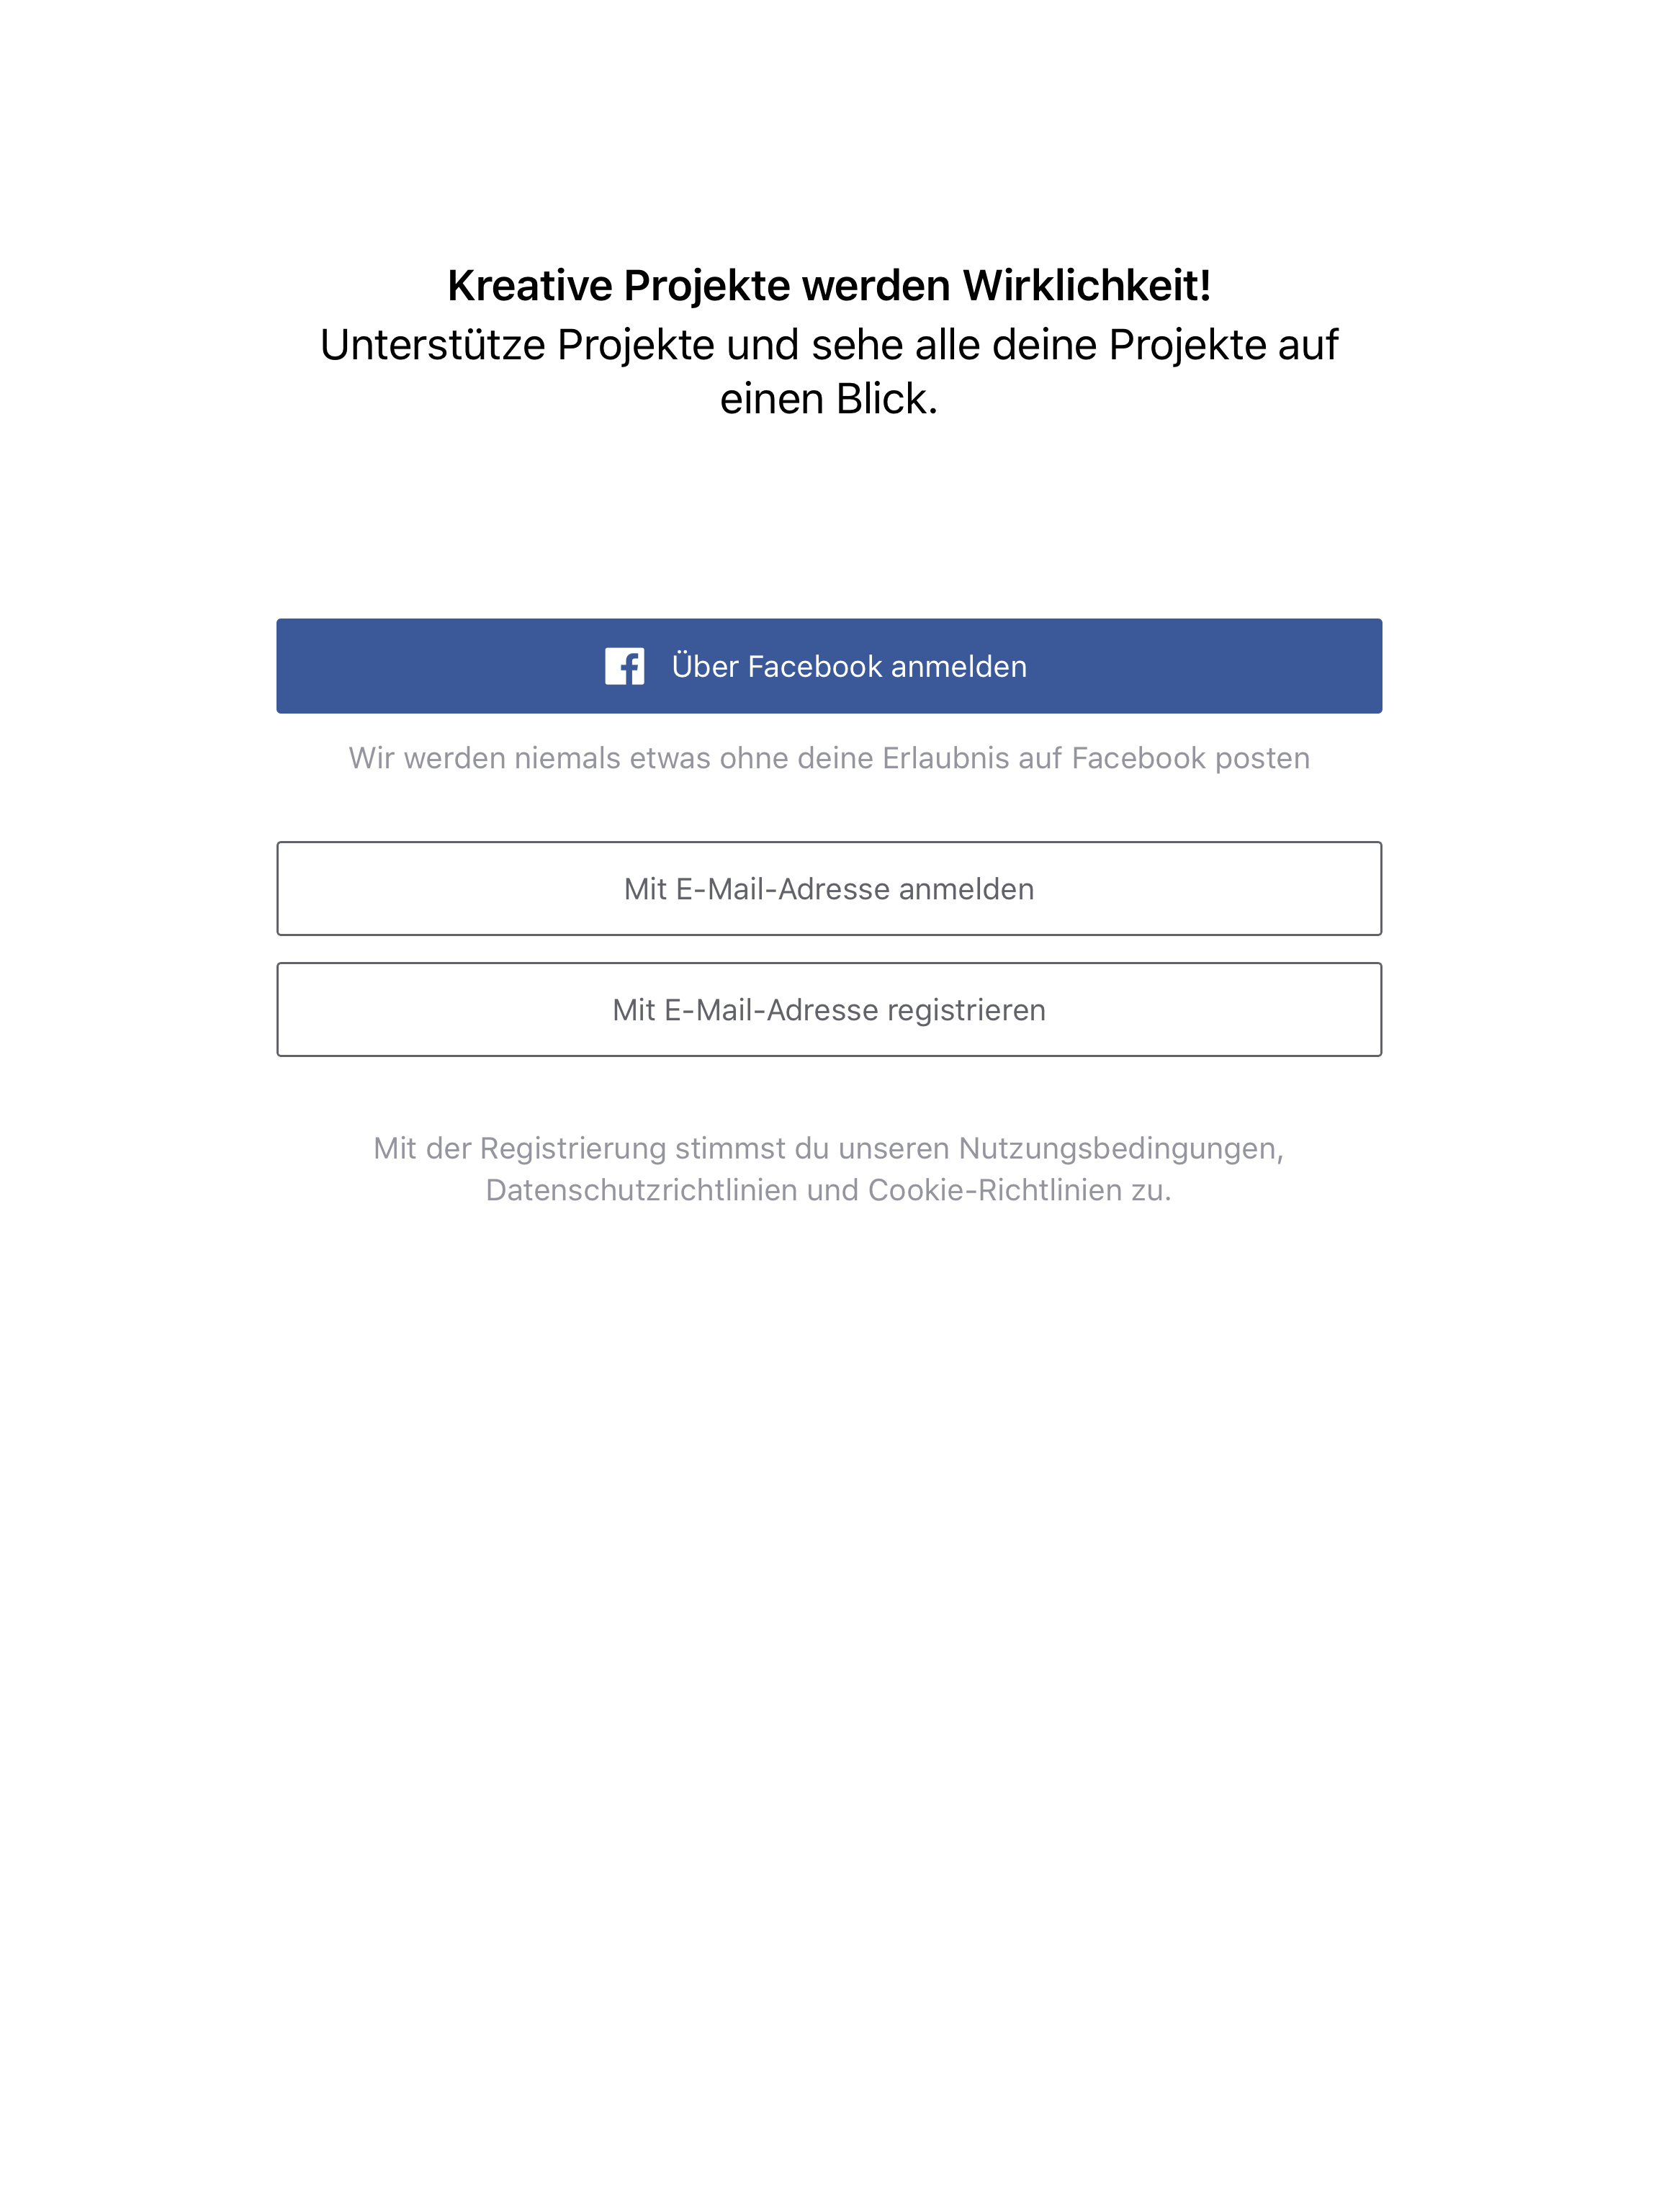 Kreative Projekte werden Wirklichkeit!
Unterstütze Projekte und sehe alle deine Projekte auf
einen Blick.
Über Facebook anmelden
Wir werden niemals etwas ohne deine Erlaubnis auf Facebook posten
Mit E-Mail-Adresse anmelden
Mit E-Mail-Adresse registrieren
Mit der Registrierung stimmst du unseren Nutzungsbedingungen,
Datenschutzrichtlinien und Cookie-Richtlinien zu.